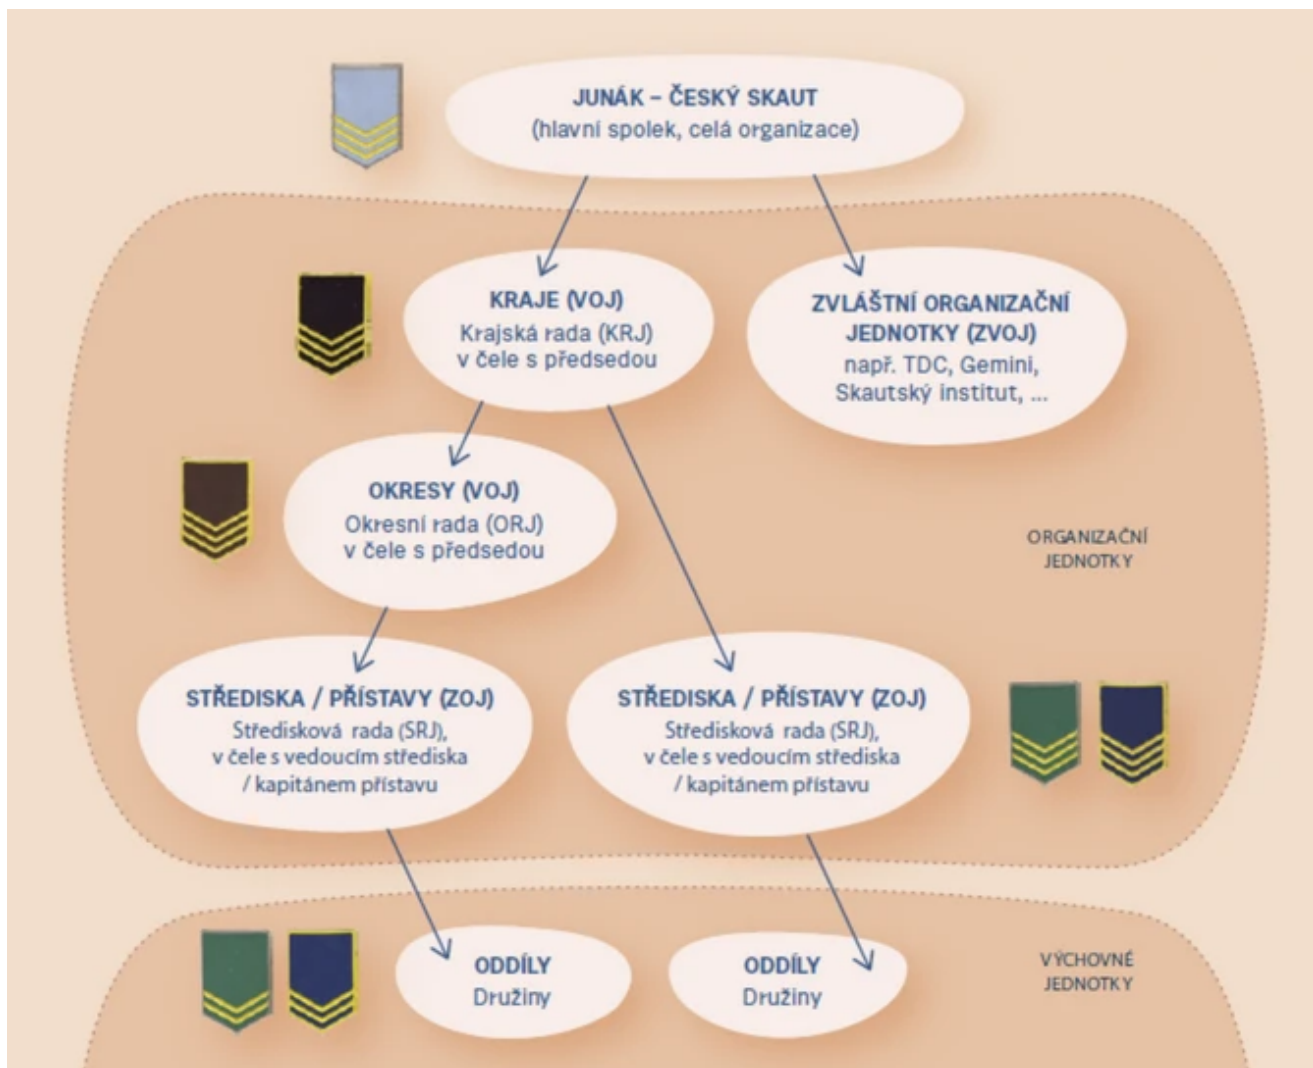 JUNÁK – ČESKÝ SKAUT
(hlavní spolek, celá organizace)
KRAJE (VOJ)
Krajská rada (KRJ)
v čele s předsedou
ZVLÁŠTNÍ ORGANIZAČNÍ
JEDNOTKY (ZVOJ)
např. TDC, Gemini,
Skautský institut, ...
OKRESY (VOJ)
Okresní rada (ORJ)
v čele s předsedou
ORGANIZAČNÍ
JEDNOTKY
STŘEDISKA / PŘÍSTAVY (ZOJ)
Středisková rada (SRJ),
v čele s vedoucím střediska
/ kapitánem přístavu
STŘEDISKA / PŘÍSTAVY (ZOJ)
Středisková rada (SRJ),
v čele s vedoucím střediska
/ kapitánem přístavu
ODDÍLY
Družiny
ODDÍLY
Družiny
VÝCHOVNÉ
JEDNOTKY